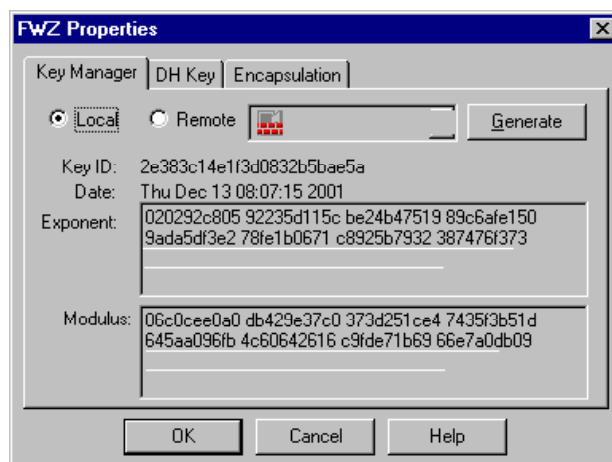 FWZ Properties
Key Manager DH Key Encapsulation
Local Remote Generate
Key ID: 2e383c14e1f3d0832b5bae5a
Date: Thu Dec 13 08:07:15 2001
Exponent: 020292c805 92235d115c be24b47519 89c6afe150
9ada5df3e2 78fe1b0671 c8925b7932 387476f373
Modulus: 06c0cee0a0 db429e37c0 373d251ce4 7435f3b51d
645aa096fb 4c60642616 c9fde71b69 66e7a0db09
OK Cancel Help